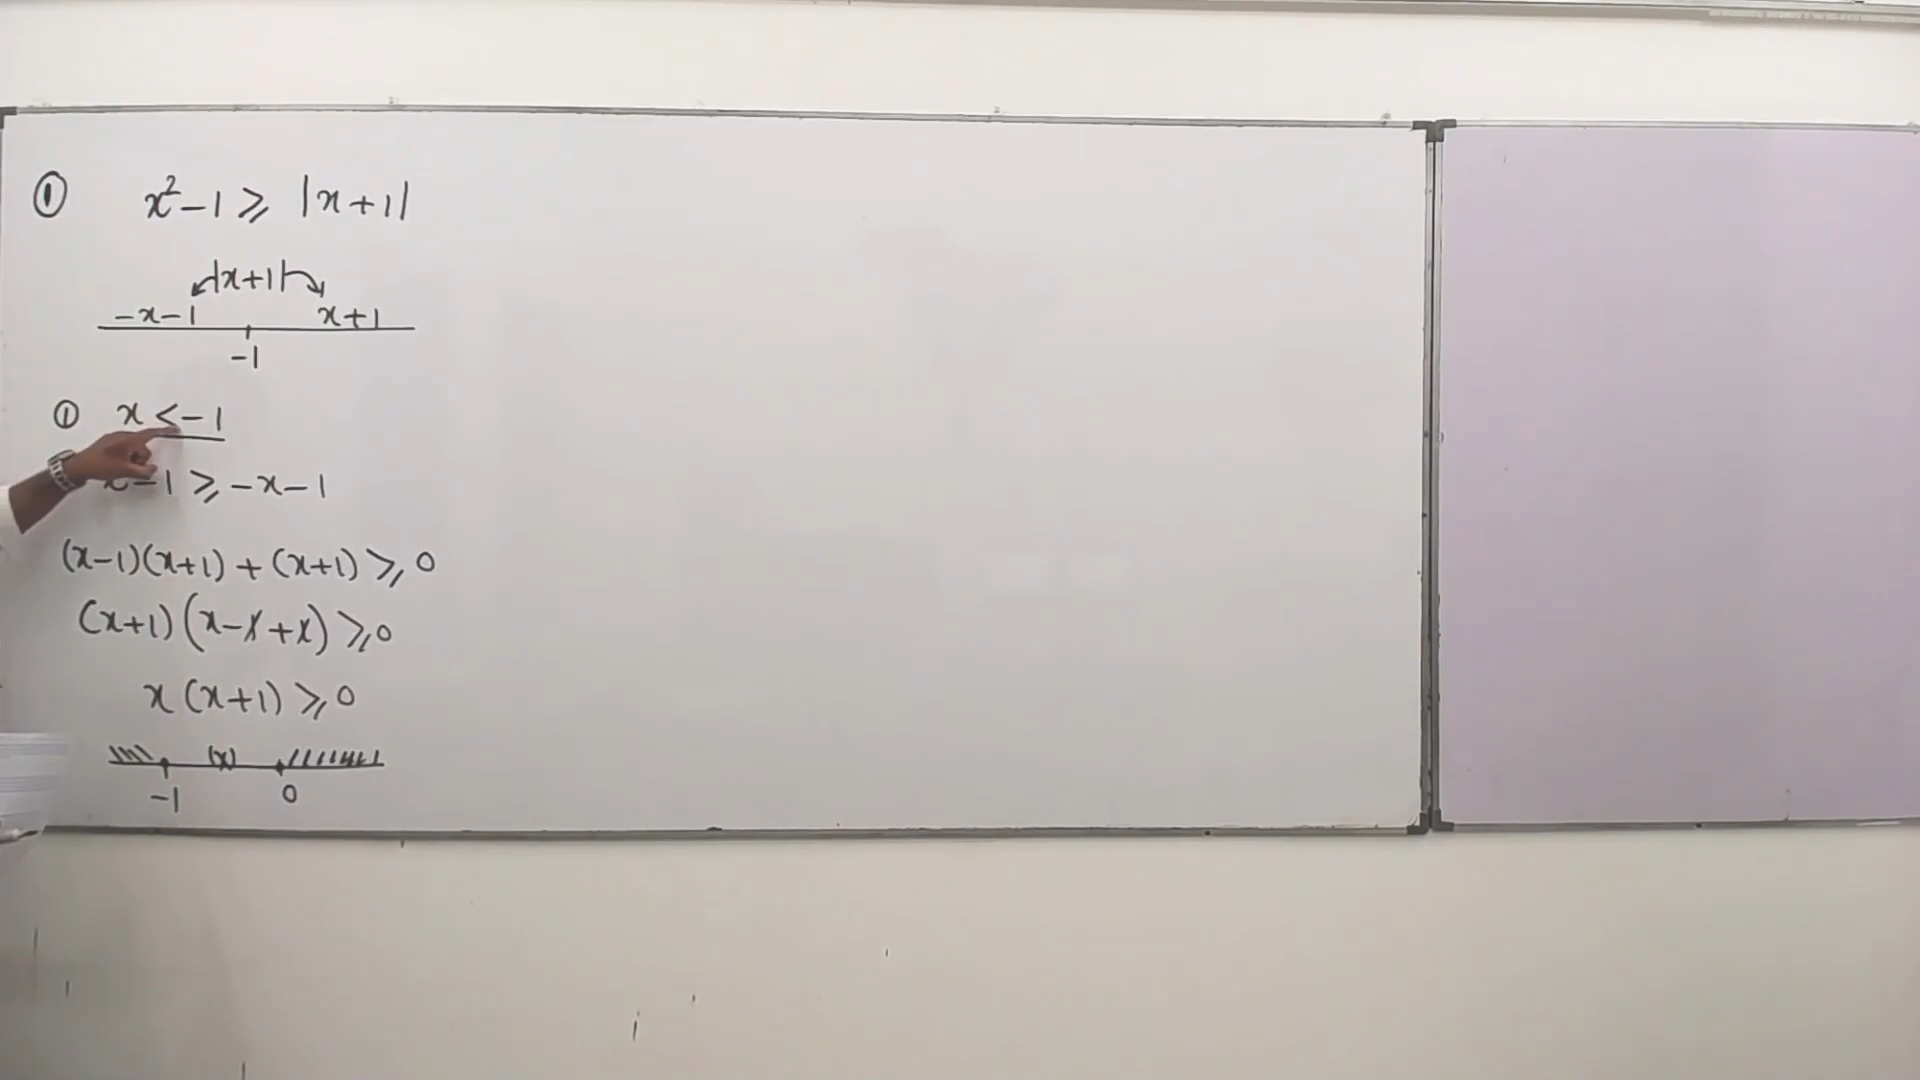 ① x²-1 ⩾ |x+1|
|x+1|
-x-1 x+1
-1
① x < -1
x-1 ⩾ -x-1
(x-1)(x+1) + (x+1) ⩾ 0
(x+1)(x-1+1) ⩾ 0
x(x+1) ⩾ 0
(x)
-1 0